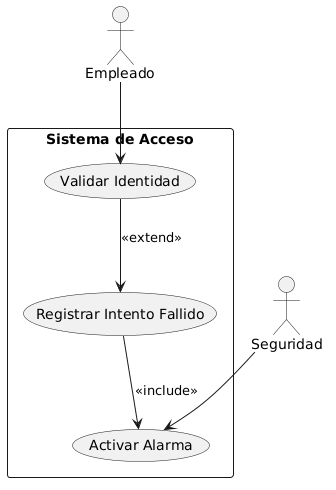 Empleado
Sistema de Acceso
Validar Identidad
«extend»
Registrar Intento Fallido
Seguridad
«include»
Activar Alarma